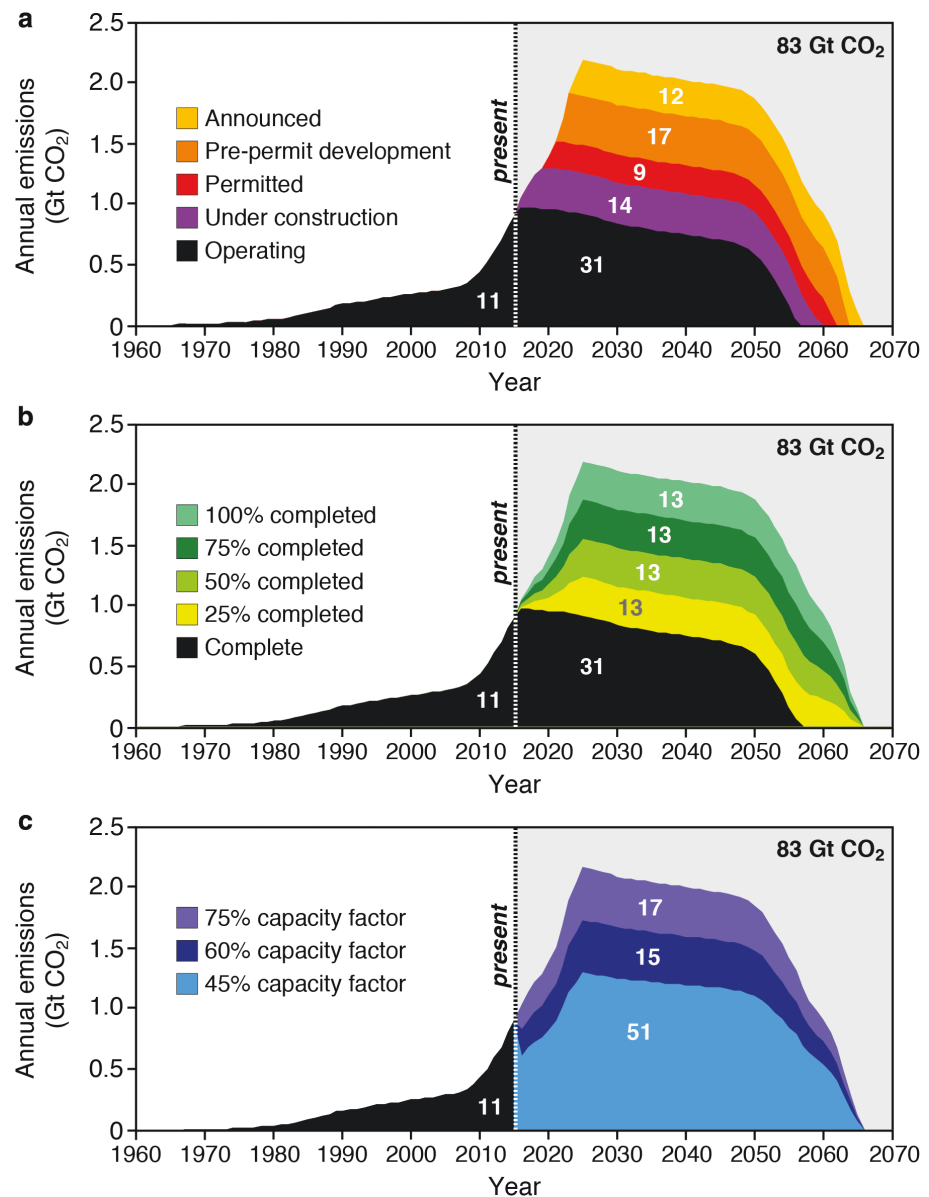 a
2.5
83 Gt CO₂
2.0
1.5
1.0
0.5
0
Annual emissions
(Gt CO₂)
Announced
Pre-permit development
Permitted
Under construction
Operating
present
12
17
9
14
31
11
1960 1970 1980 1990 2000 2010 2020 2030 2040 2050 2060 2070
Year
b
2.5
83 Gt CO₂
2.0
1.5
1.0
0.5
0
Annual emissions
(Gt CO₂)
100% completed
75% completed
50% completed
25% completed
Complete
present
13
13
13
13
31
11
1960 1970 1980 1990 2000 2010 2020 2030 2040 2050 2060 2070
Year
c
2.5
83 Gt CO₂
2.0
1.5
1.0
0.5
0
Annual emissions
(Gt CO₂)
75% capacity factor
60% capacity factor
45% capacity factor
present
17
15
51
11
1960 1970 1980 1990 2000 2010 2020 2030 2040 2050 2060 2070
Year